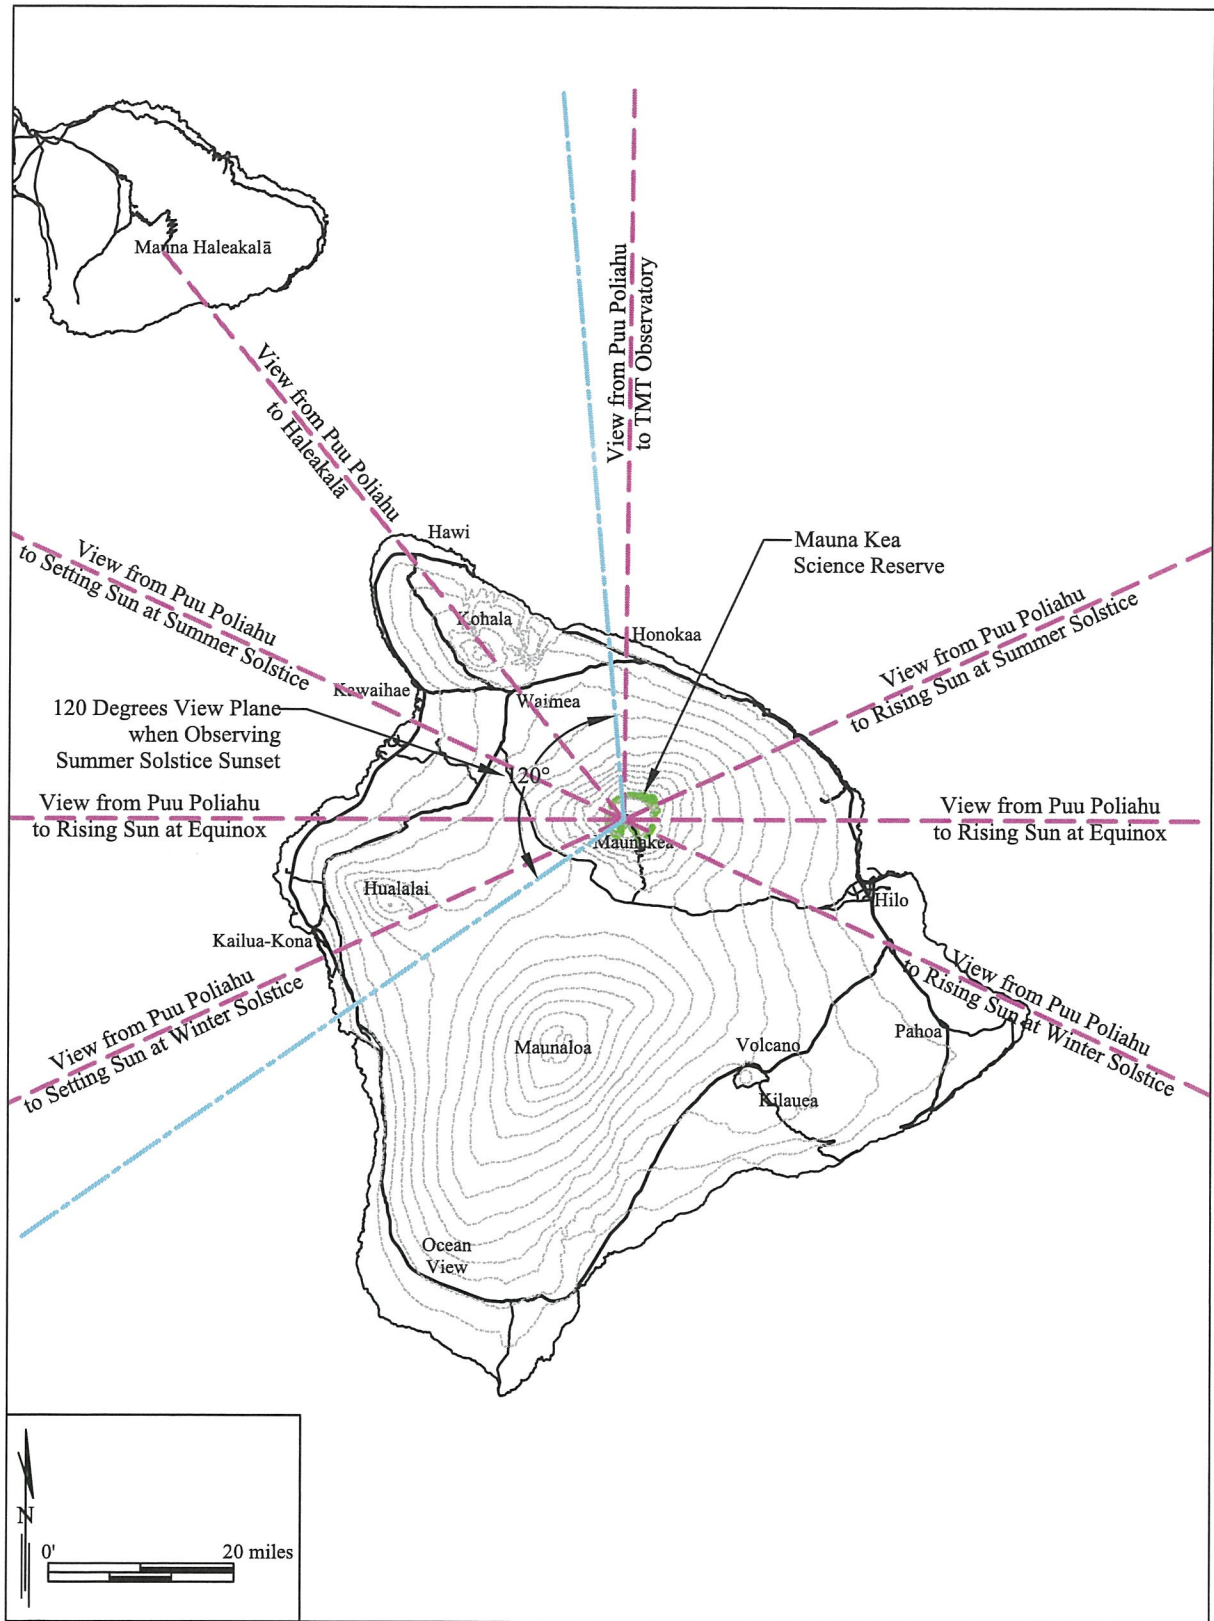 Mauna Haleakalā
View from Puu Poliahu
to Haleakalā
View from Puu Poliahu
to TMT Observatory
Hawi
Mauna Kea
Science Reserve
View from Puu Poliahu
to Setting Sun at Summer Solstice
Kohala
Honokaa
View from Puu Poliahu
to Rising Sun at Summer Solstice
Kawaihae
Waimea
120 Degrees View Plane
when Observing
Summer Solstice Sunset
120°
View from Puu Poliahu
to Rising Sun at Equinox
View from Puu Poliahu
to Rising Sun at Equinox
Maunakea
Hualalai
Hilo
Kailua-Kona
View from Puu Poliahu
to Setting Sun at Winter Solstice
View from Puu Poliahu
to Rising Sun at Winter Solstice
Maunaloa
Volcano
Pahoa
Kilauea
Ocean
View
N
0'
20 miles